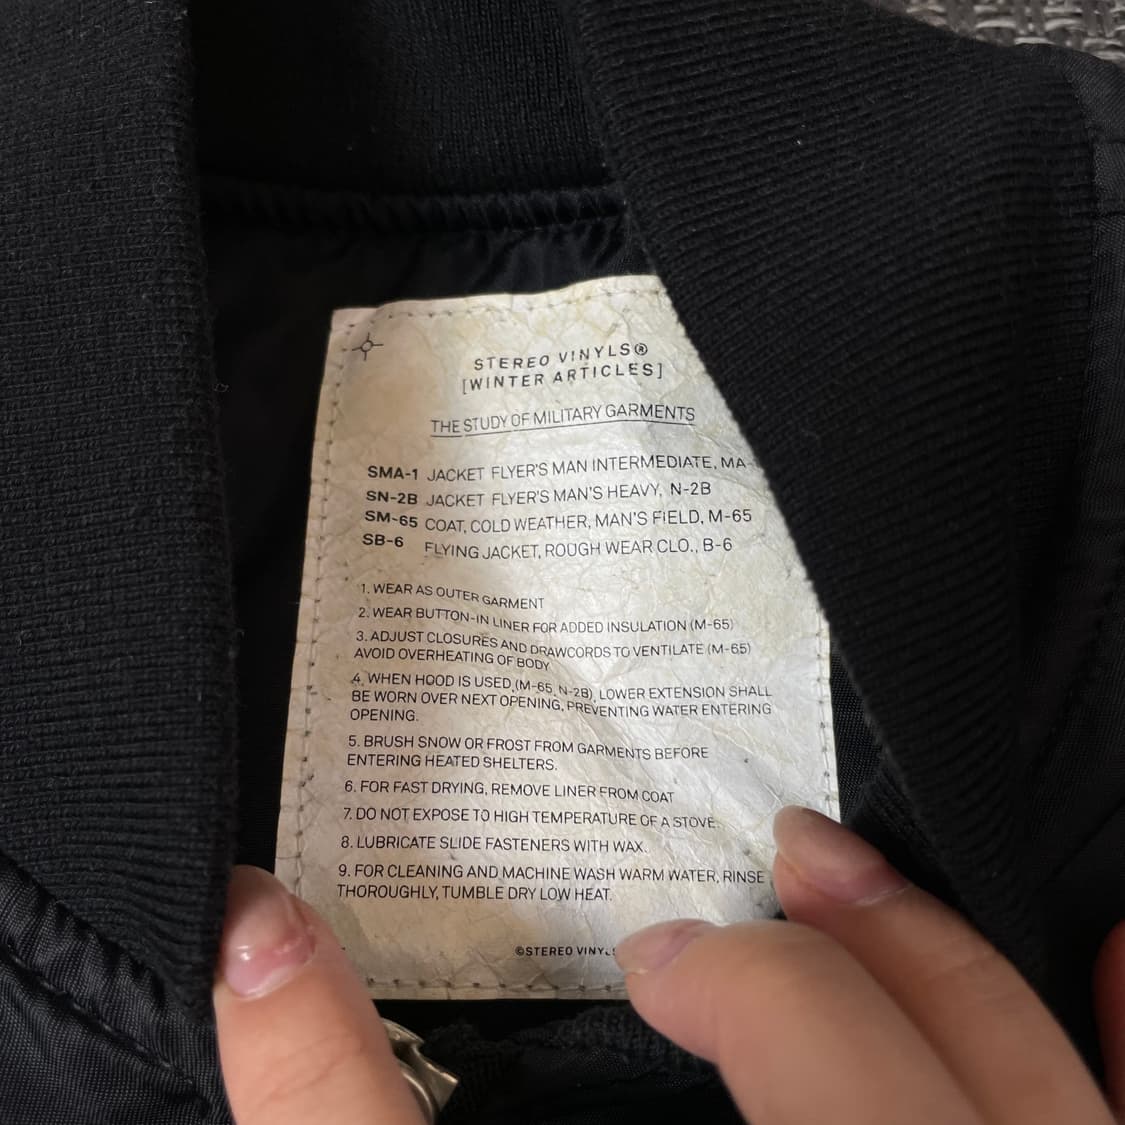 STEREO VINYLS®
[WINTER ARTICLES]
THE STUDY OF MILITARY GARMENTS
SMA-1 JACKET FLYER'S MAN INTERMEDIATE, MA-
SN-2B JACKET FLYER'S MAN'S HEAVY, N-2B
SM-65 COAT, COLD WEATHER, MAN'S FIELD, M-65
SB-6 FLYING JACKET, ROUGH WEAR CLO., B-6
1. WEAR AS OUTER GARMENT
2. WEAR BUTTON-IN LINER FOR ADDED INSULATION (M-65)
3. ADJUST CLOSURES AND DRAWCORDS TO VENTILATE (M-65)
AVOID OVERHEATING OF BODY
4. WHEN HOOD IS USED (M-65, N-2B), LOWER EXTENSION SHALL
BE WORN OVER NEXT OPENING, PREVENTING WATER ENTERING
OPENING.
5. BRUSH SNOW OR FROST FROM GARMENTS BEFORE
ENTERING HEATED SHELTERS.
6. FOR FAST DRYING, REMOVE LINER FROM COAT
7. DO NOT EXPOSE TO HIGH TEMPERATURE OF A STOVE.
8. LUBRICATE SLIDE FASTENERS WITH WAX.
9. FOR CLEANING AND MACHINE WASH WARM WATER, RINSE
THOROUGHLY, TUMBLE DRY LOW HEAT.
©STEREO VINYLS